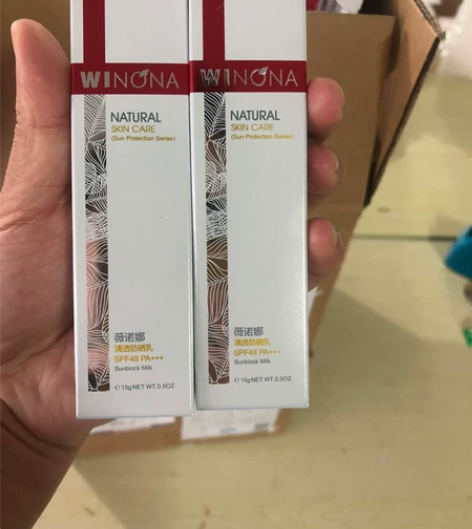 WINONA
NATURAL
SKIN CARE
(Sun Protection Series)
薇诺娜
清透防晒乳
SPF48 PA+++
Sunblock Milk
℮ 15g NET WT.0.5OZ.
WINONA
NATURAL
SKIN CARE
(Sun Protection Series)
薇诺娜
清透防晒乳
SPF48 PA+++
Sunblock Milk
℮ 15g NET WT.0.5OZ.